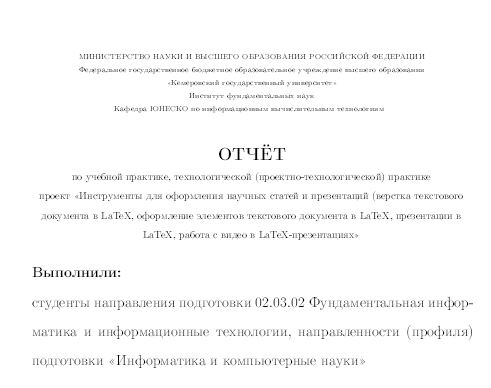 МИНИСТЕРСТВО НАУКИ И ВЫСШЕГО ОБРАЗОВАНИЯ РОССИЙСКОЙ ФЕДЕРАЦИИ
Федеральное государственное бюджетное образовательное учреждение высшего образования
«Кемеровский государственный университет»
Институт фундаментальных наук
Кафедра ЮНЕСКО по информационным вычислительным технологиям
ОТЧЁТ
по учебной практике, технологической (проектно-технологической) практике
проект «Инструменты для оформления научных статей и презентаций (верстка текстового
документа в LaTeX, оформление элементов текстового документа в LaTeX, презентации в
LaTeX, работа с видео в LaTeX-презентациях»
Выполнили:
студенты направления подготовки 02.03.02 Фундаментальная инфор-
матика и информационные технологии, направленности (профиля)
подготовки «Информатика и компьютерные науки»